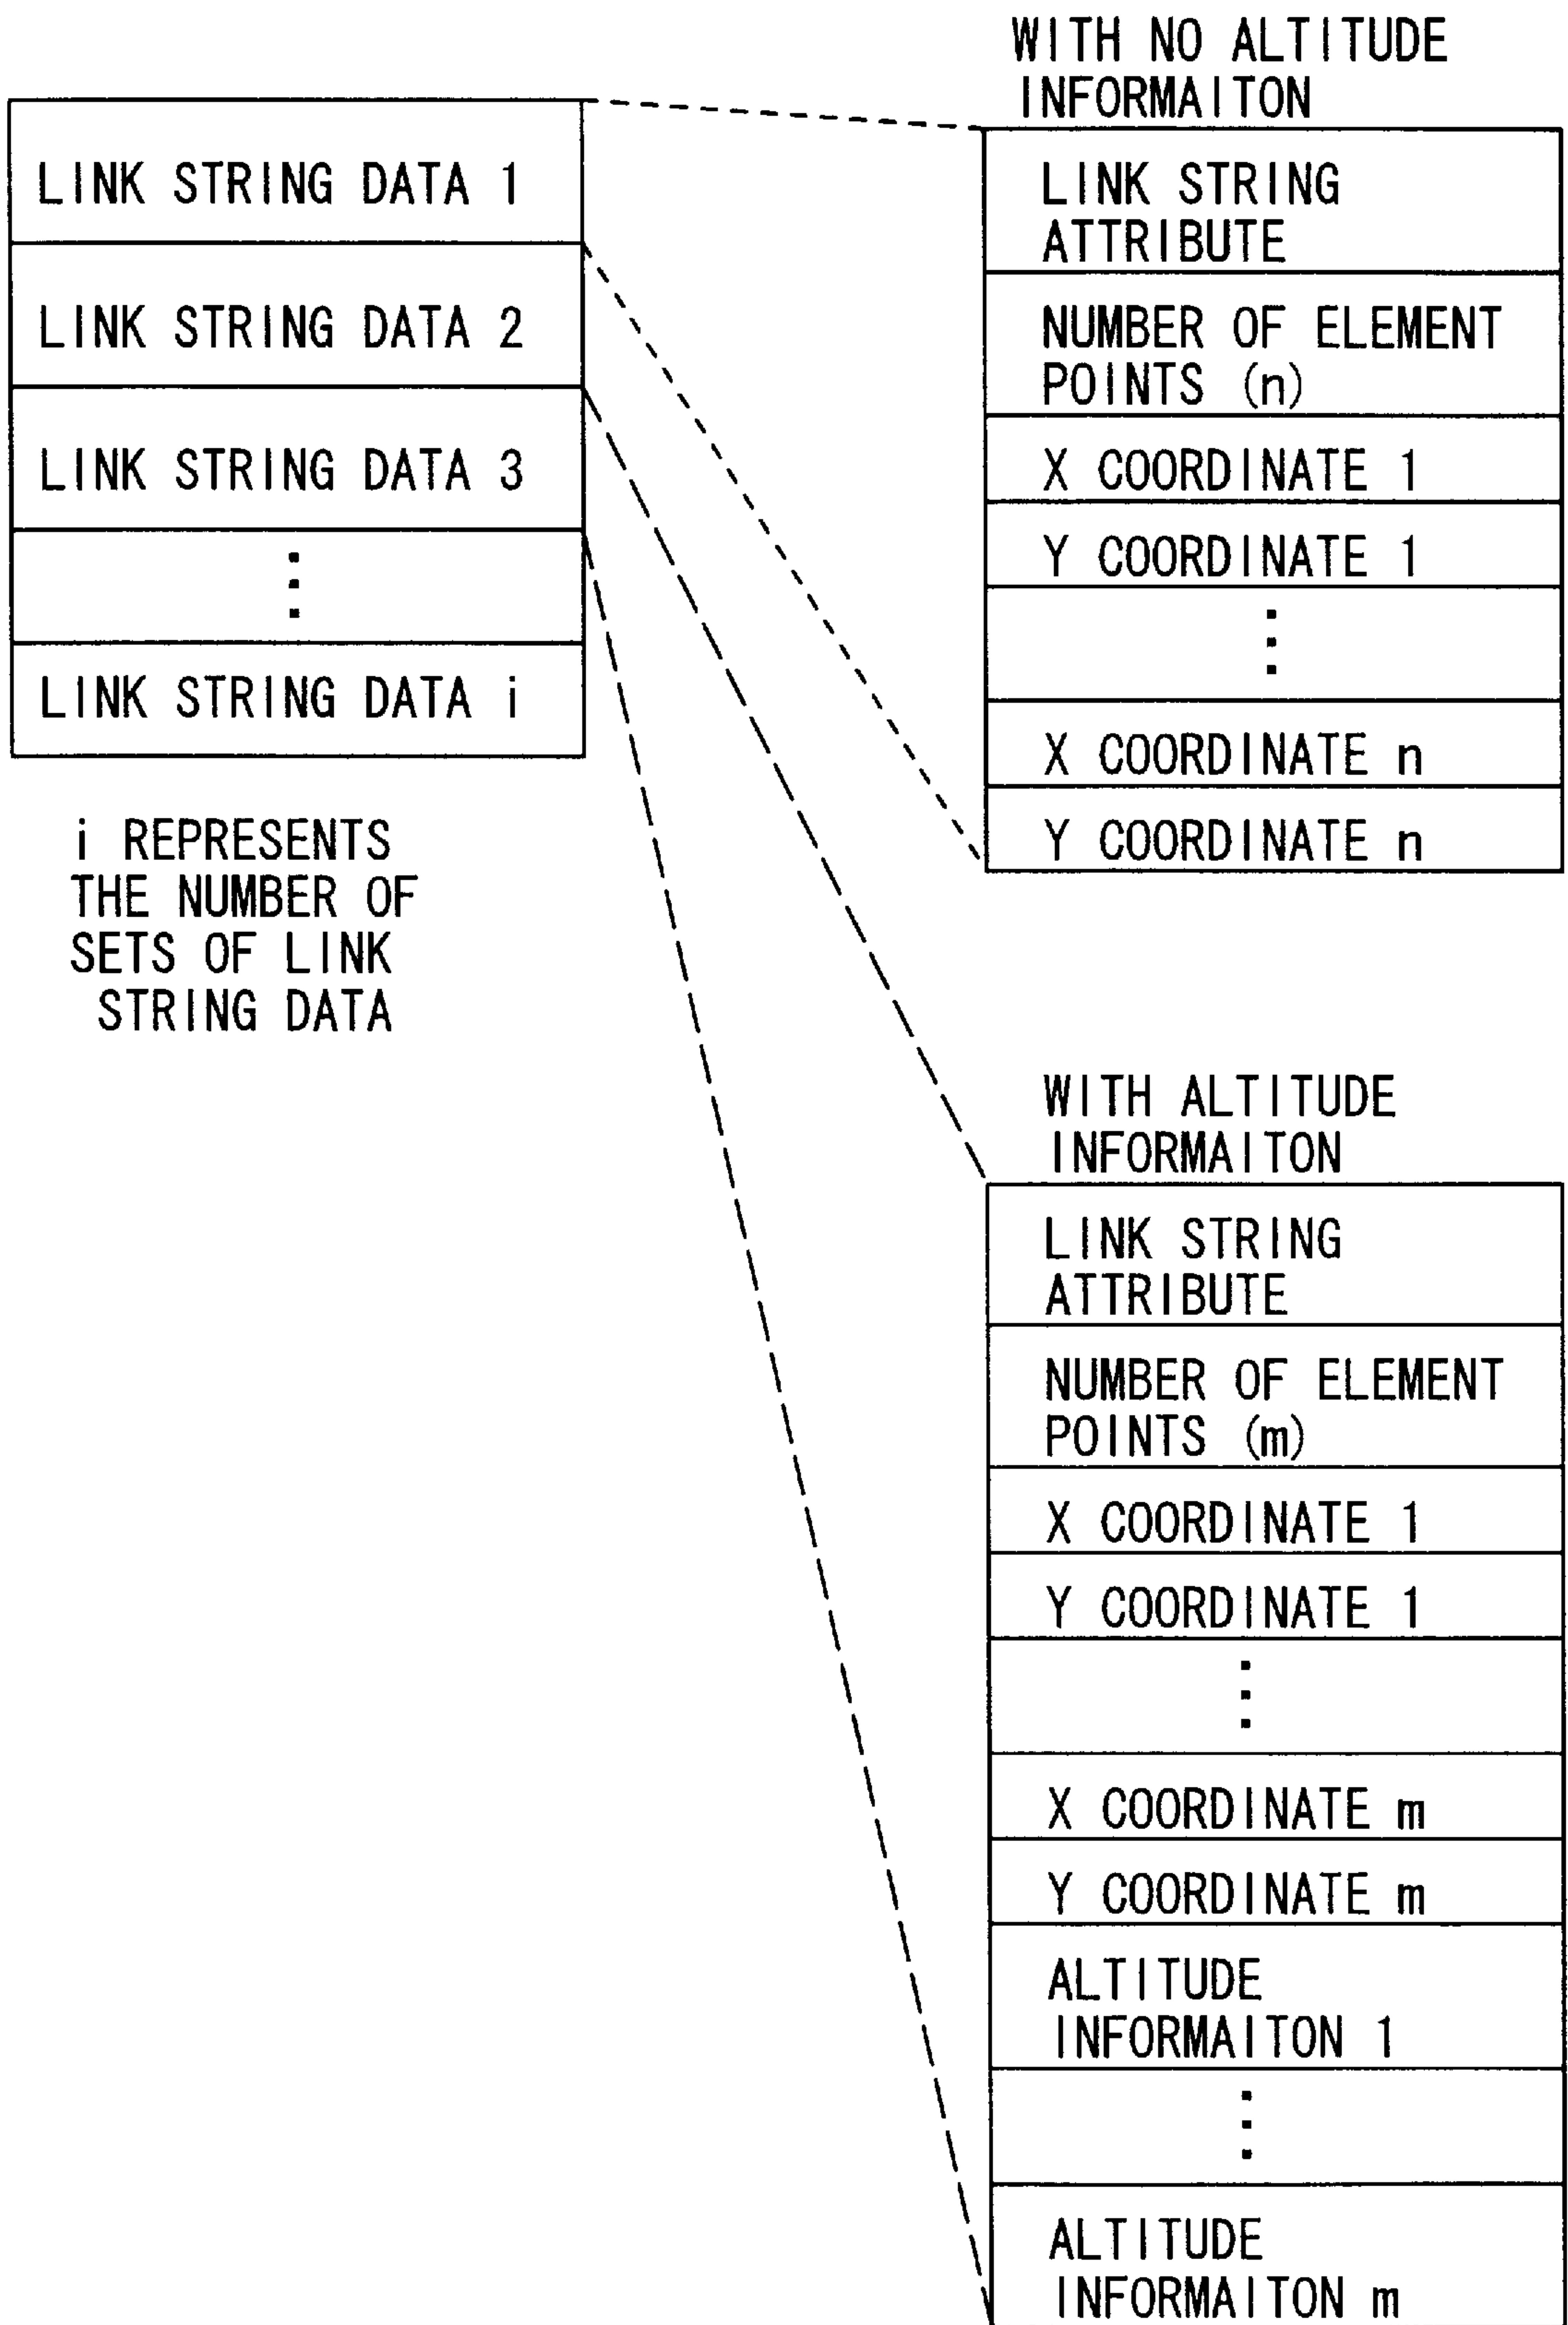 LINK STRING DATA 1
LINK STRING DATA 2
LINK STRING DATA 3
LINK STRING DATA i
i REPRESENTS
THE NUMBER OF
SETS OF LINK
STRING DATA
WITH NO ALTITUDE
INFORMAITON
LINK STRING
ATTRIBUTE
NUMBER OF ELEMENT
POINTS (n)
X COORDINATE 1
Y COORDINATE 1
X COORDINATE n
Y COORDINATE n
WITH ALTITUDE
INFORMAITON
LINK STRING
ATTRIBUTE
NUMBER OF ELEMENT
POINTS (m)
X COORDINATE 1
Y COORDINATE 1
X COORDINATE m
Y COORDINATE m
ALTITUDE
INFORMAITON 1
ALTITUDE
INFORMAITON m